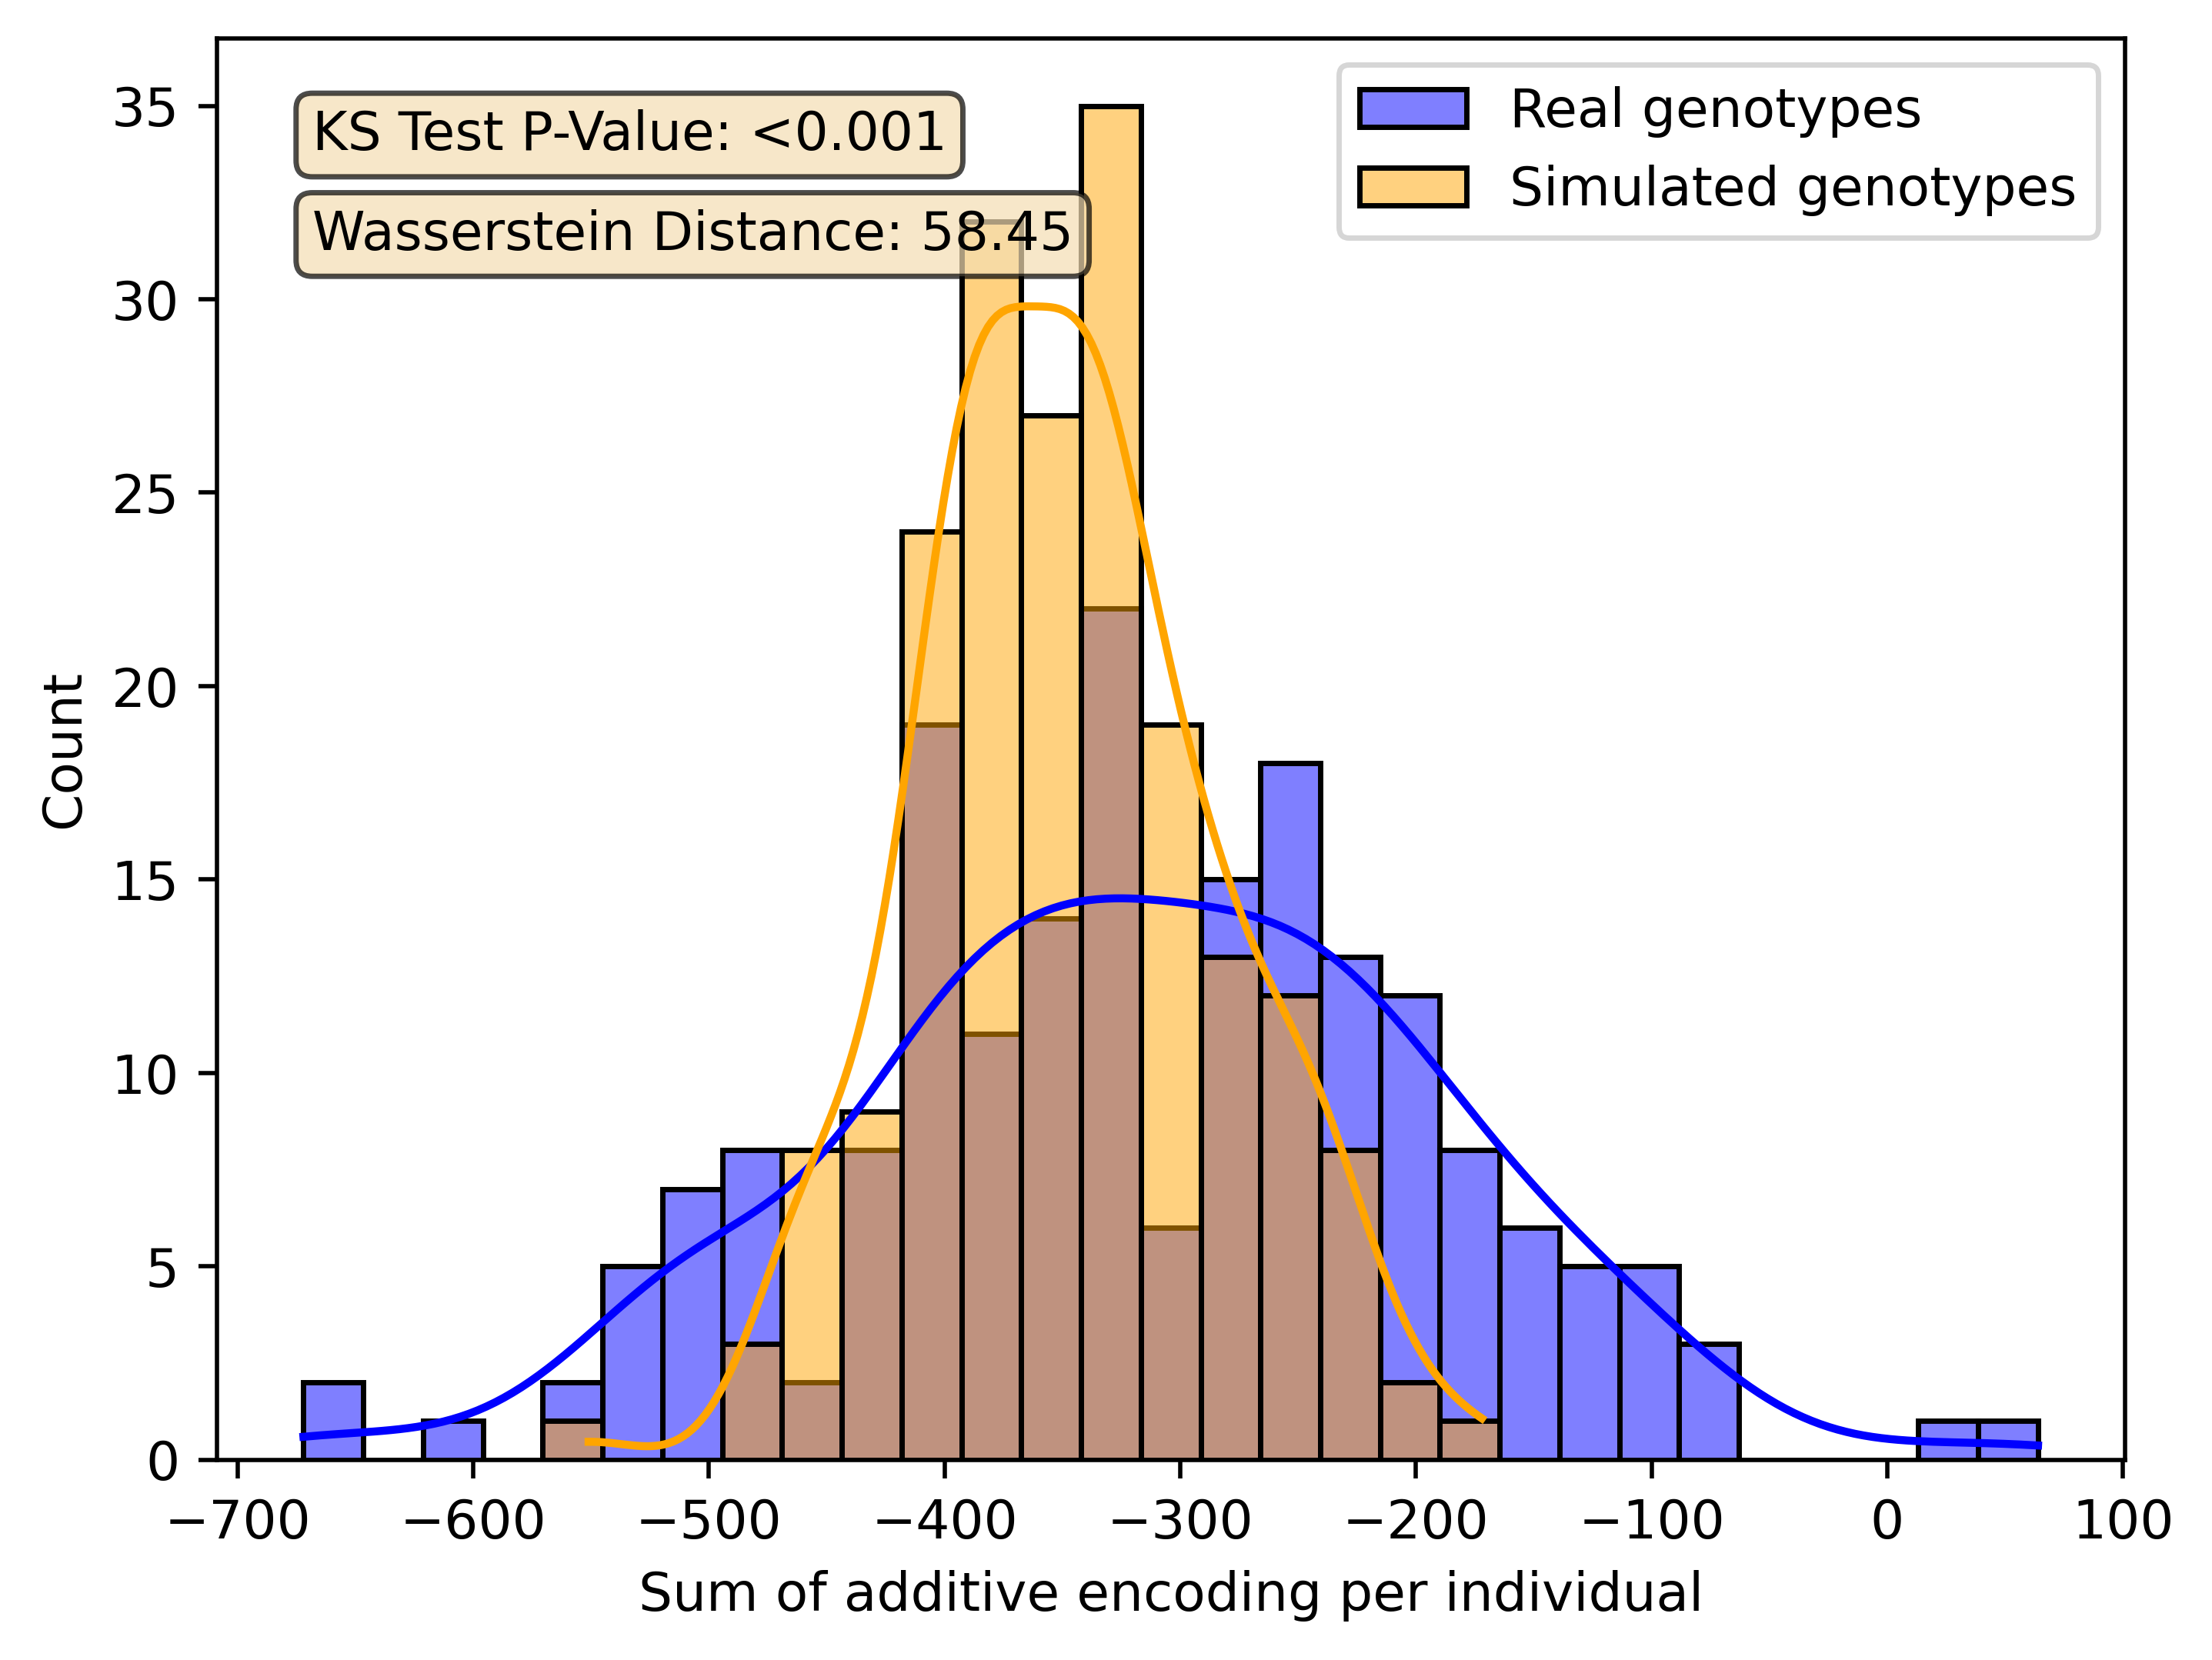 KS Test P-Value: <0.001
Wasserstein Distance: 58.45
Real genotypes
Simulated genotypes
35
30
25
20
15
10
5
0
Count
−700 −600 −500 −400 −300 −200 −100 0 100
Sum of additive encoding per individual